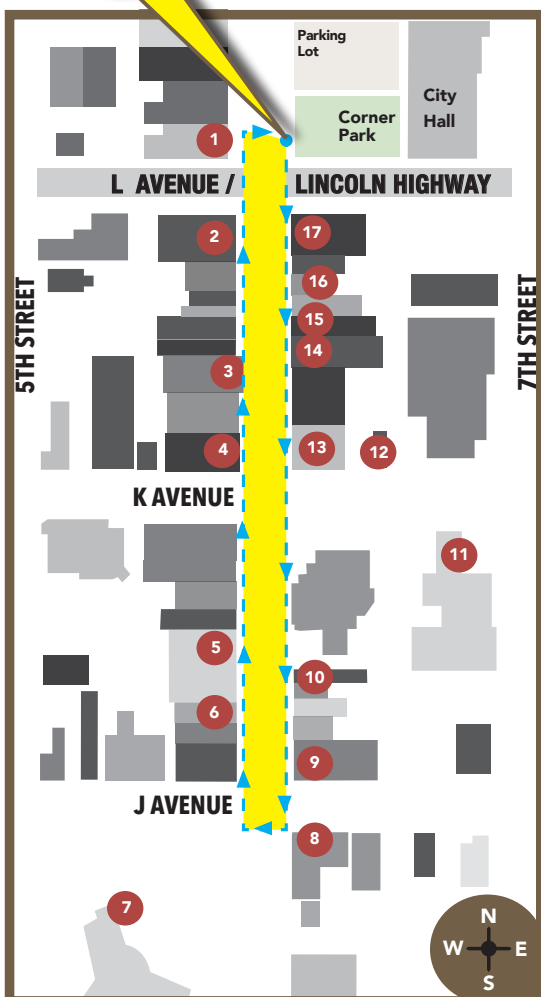 Parking
Lot
City
Hall
Corner
Park
1
L AVENUE / LINCOLN HIGHWAY
2
17
16
5TH STREET
7TH STREET
15
14
3
13
12
4
K AVENUE
11
5
10
6
9
J AVENUE
8
7
N
W E
S